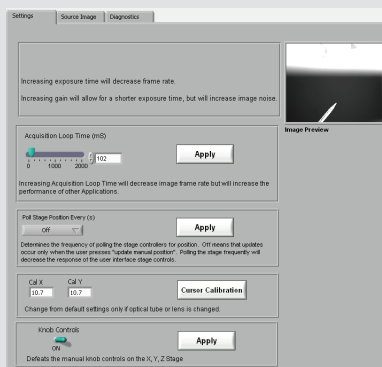 Settings
Source Image
Diagnostics
Increasing exposure time will decrease frame rate.
Increasing gain will allow for a shorter exposure time, but will increase image noise.
Image Preview
Acquisition Loop Time (mS)
102
Apply
0 1000 2000
Increasing Acquisition Loop Time will decrease image frame rate but will increase the
performance of other Applications.
Poll Stage Position Every (s)
Off
Apply
Determines the frequency of polling the stage controllers for position. Off means that updates
occur only when the user presses "update manual position". Polling the stage frequently will
decrease the response of the user interface stage controls.
Cal X Cal Y
10.7 10.7
Cursor Calibration
Change from default settings only if optical tube or lens is changed.
Knob Controls
ON
Apply
Defeats the manual knob controls on the X, Y, Z Stage